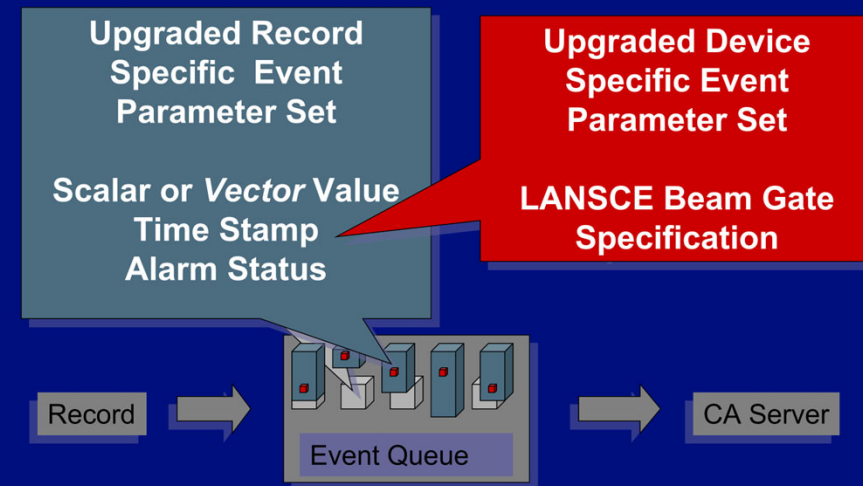 Upgraded Record
Specific Event
Parameter Set
Scalar or Vector Value
Time Stamp
Alarm Status
Upgraded Device
Specific Event
Parameter Set
LANSCE Beam Gate
Specification
Record
Event Queue
CA Server